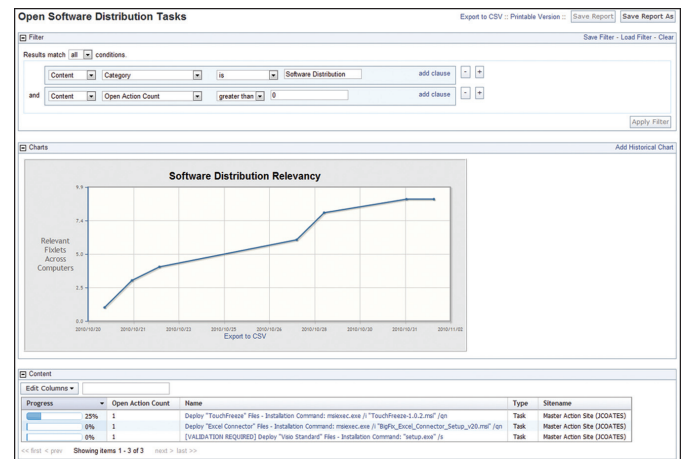 Open Software Distribution Tasks
Export to CSV :: Printable Version :: Save Report Save Report As
Filter
Save Filter - Load Filter - Clear
Results match all conditions.
Content Category is Software Distribution add clause - +
and Content Open Action Count greater than 0 add clause - +
Apply Filter
Charts
Add Historical Chart
Software Distribution Relevancy
9.9
7.4
Relevant
Fixlets
Across
Computers
5.0
2.5
0.0
2010/10/20 2010/10/21 2010/10/23 2010/10/25 2010/10/26 2010/10/28 2010/10/30 2010/10/31 2010/11/02
Export to CSV
Content
Edit Columns
Progress Open Action Count Name Type Sitename
25% 1 Deploy "TouchFreeze" Files - Installation Command: msiexec.exe /i "TouchFreeze-1.0.2.msi" /qn Task Master Action Site (JCOATES)
0% 1 Deploy "Excel Connector" Files - Installation Command: msiexec.exe /i "BigFix_Excel_Connector_Setup_v20.msi" /qn Task Master Action Site (JCOATES)
0% 1 [VALIDATION REQUIRED] Deploy "Visio Standard" Files - Installation Command: "setup.exe" /s Task Master Action Site (JCOATES)
<< first < prev Showing items 1 - 3 of 3 next > last >>